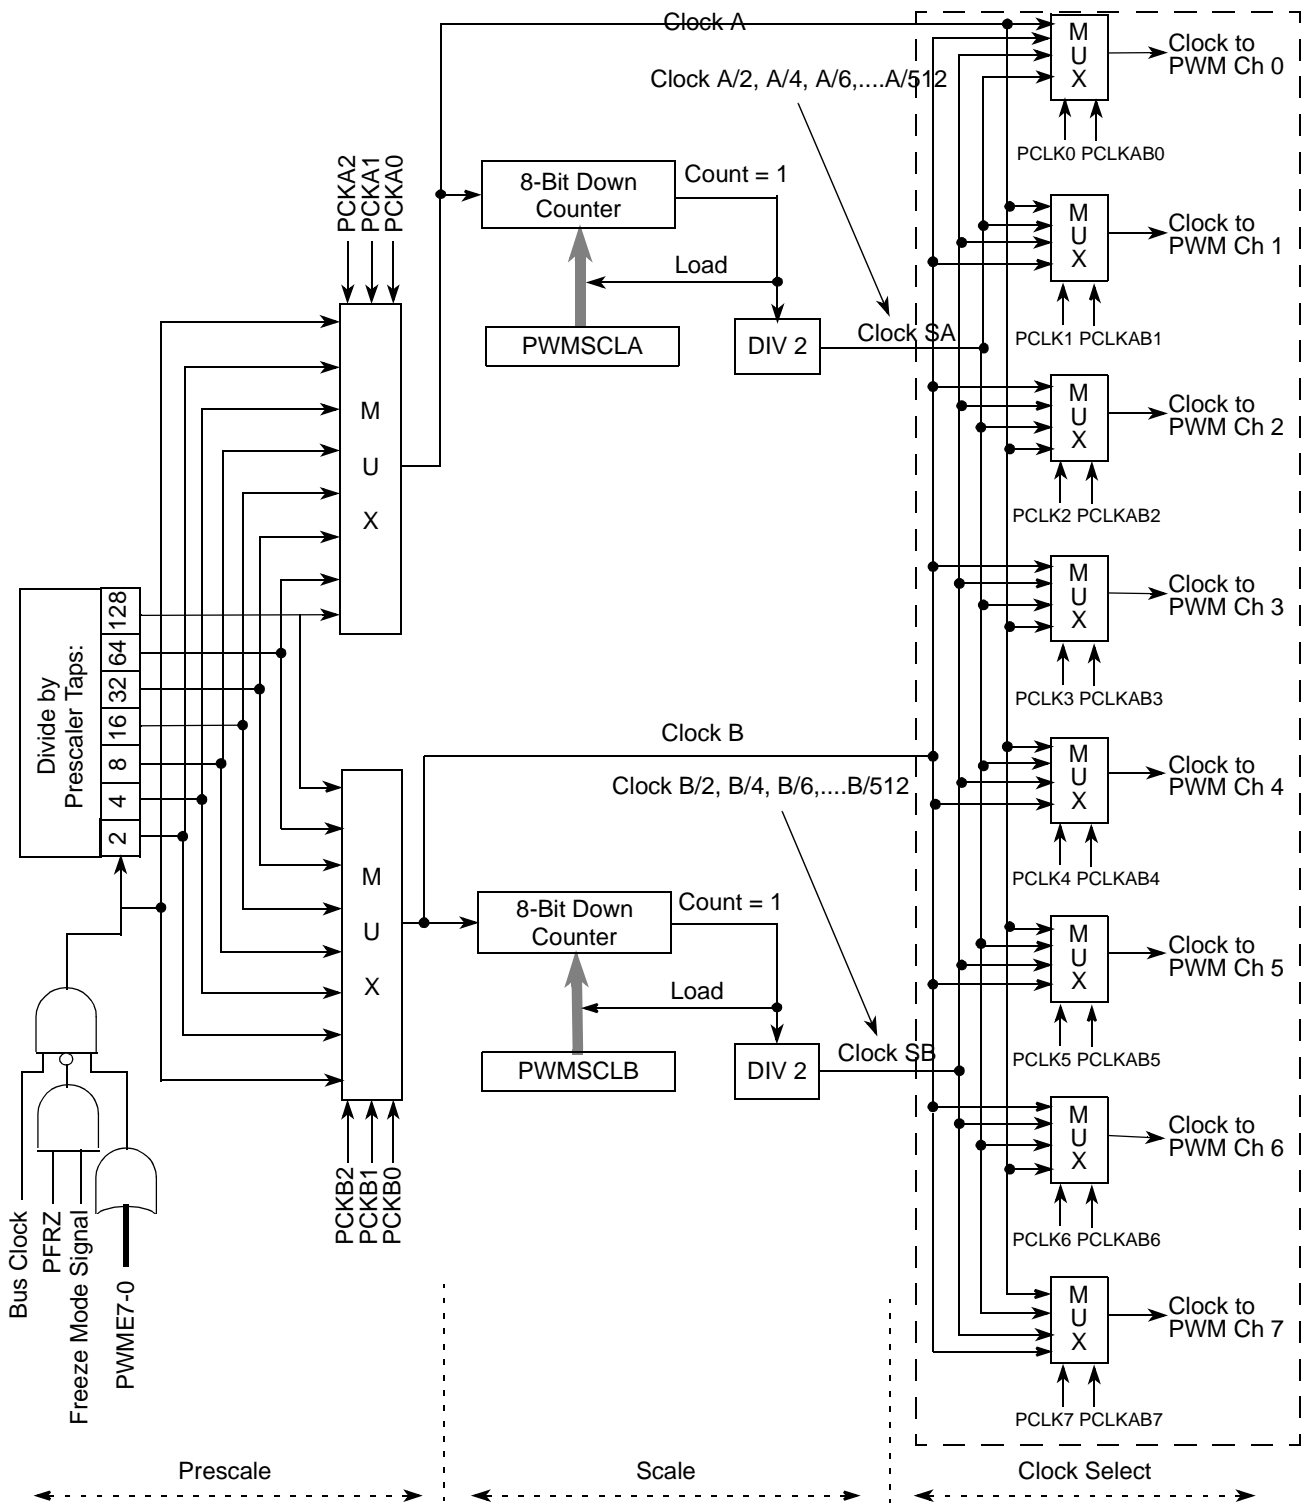 Clock A
Clock A/2, A/4, A/6,....A/512
M
U
X
Clock to
PWM Ch 0
PCLK0 PCLKAB0
PCKA2
PCKA1
PCKA0
8-Bit Down
Counter
Count = 1
Load
PWMSCLA
DIV 2
Clock SA
M
U
X
Clock to
PWM Ch 1
PCLK1 PCLKAB1
M
U
X
M
U
X
Clock to
PWM Ch 2
PCLK2 PCLKAB2
M
U
X
Clock to
PWM Ch 3
PCLK3 PCLKAB3
Divide by
Prescaler Taps:
128
64
32
16
8
4
2
Clock B
Clock B/2, B/4, B/6,....B/512
M
U
X
Clock to
PWM Ch 4
PCLK4 PCLKAB4
M
U
X
8-Bit Down
Counter
Count = 1
Load
PWMSCLB
DIV 2
Clock SB
M
U
X
Clock to
PWM Ch 5
PCLK5 PCLKAB5
PCKB2
PCKB1
PCKB0
M
U
X
Clock to
PWM Ch 6
PCLK6 PCLKAB6
Bus Clock
PFRZ
Freeze Mode Signal
PWME7-0
M
U
X
Clock to
PWM Ch 7
PCLK7 PCLKAB7
Prescale
Scale
Clock Select